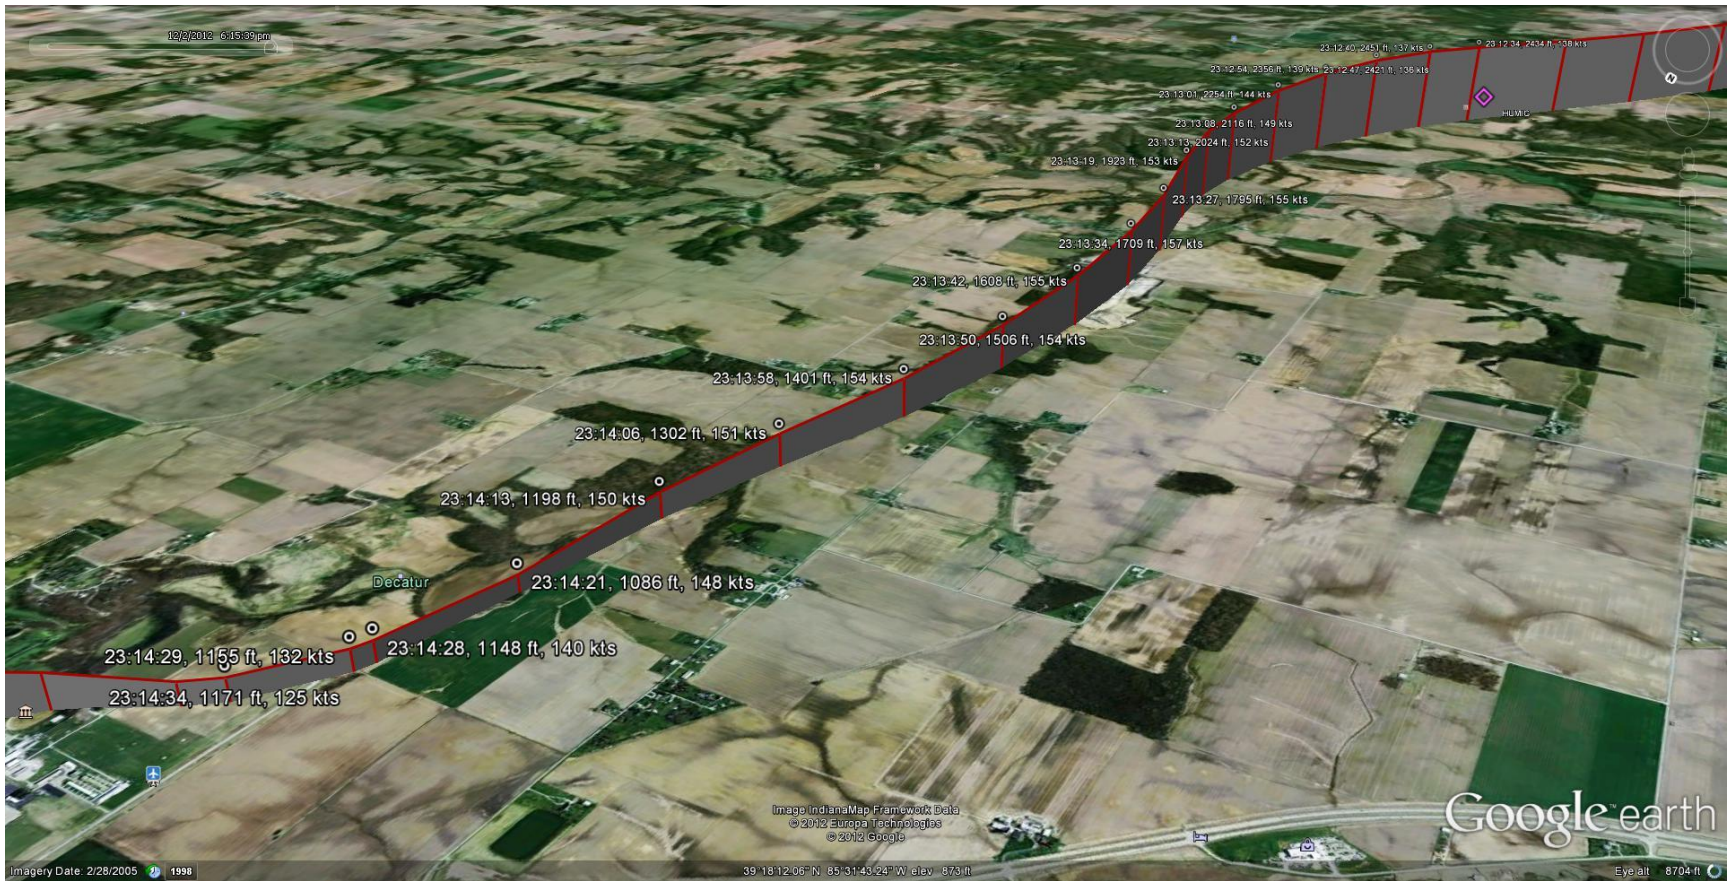 12/2/2012 6:15:39 pm
23:12:40, 2451 ft, 137 kts
23:12:34, 2434 ft, 138 kts
23:12:54, 2356 ft, 139 kts
23:12:47, 2421 ft, 136 kts
23:13:01, 2254 ft, 144 kts
HUMIG
23:13:08, 2116 ft, 149 kts
23:13:13, 2024 ft, 152 kts
23:13:19, 1923 ft, 153 kts
23:13:27, 1795 ft, 155 kts
23:13:34, 1709 ft, 157 kts
23:13:42, 1608 ft, 155 kts
23:13:50, 1506 ft, 154 kts
23:13:58, 1401 ft, 154 kts
23:14:06, 1302 ft, 151 kts
23:14:13, 1198 ft, 150 kts
Decatur
23:14:21, 1086 ft, 148 kts
23:14:29, 1155 ft, 132 kts
23:14:28, 1148 ft, 140 kts
23:14:34, 1171 ft, 125 kts
Image IndianaMap Framework Data
© 2012 Europa Technologies
© 2012 Google
Google earth
Imagery Date: 2/28/2005
1998
39°18'12.06" N 85°31'43.24" W elev 873 ft
Eye alt 8704 ft